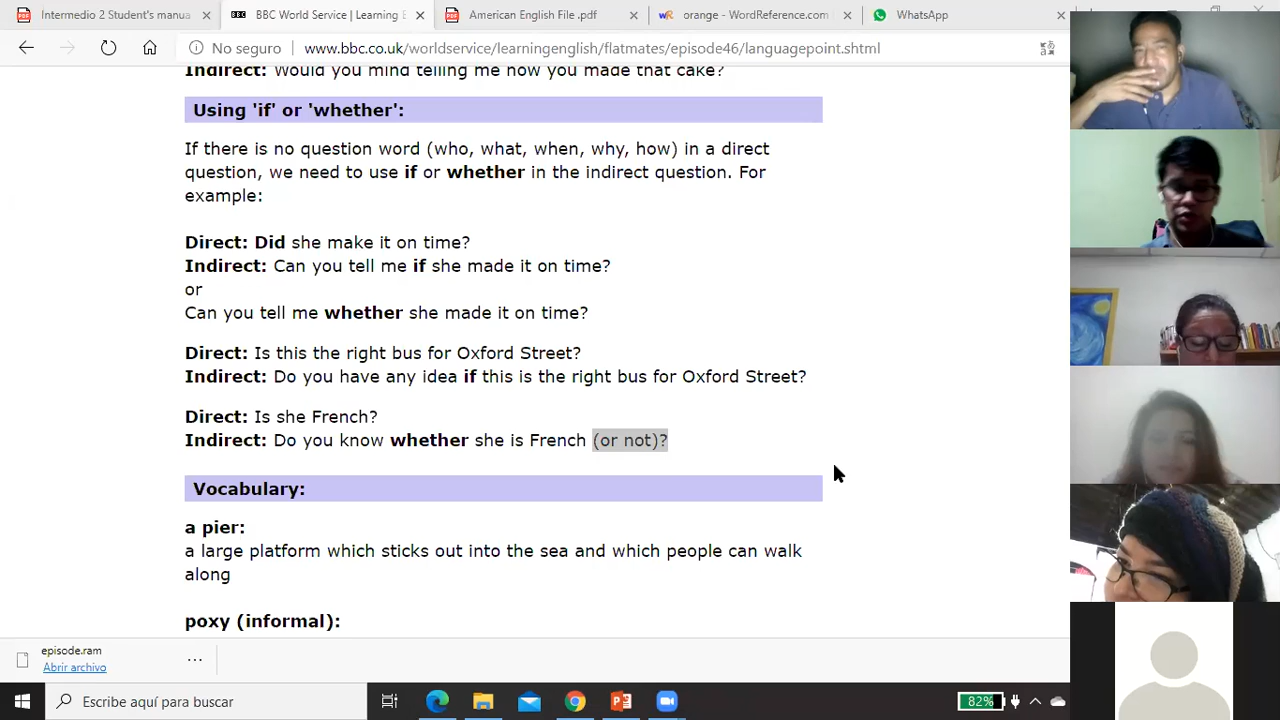 Intermedio 2 Student's manua
BBC World Service | Learning E
American English File .pdf
orange - WordReference.com
WhatsApp
No seguro
www.bbc.co.uk/worldservice/learningenglish/flatmates/episode46/languagepoint.shtml
Indirect: Would you mind telling me how you made that cake?
Using 'if' or 'whether':
If there is no question word (who, what, when, why, how) in a direct
question, we need to use if or whether in the indirect question. For
example:
Direct: Did she make it on time?
Indirect: Can you tell me if she made it on time?
or
Can you tell me whether she made it on time?
Direct: Is this the right bus for Oxford Street?
Indirect: Do you have any idea if this is the right bus for Oxford Street?
Direct: Is she French?
Indirect: Do you know whether she is French (or not)?
Vocabulary:
a pier:
a large platform which sticks out into the sea and which people can walk
along
poxy (informal):
episode.ram
Abrir archivo
Escribe aquí para buscar
82%